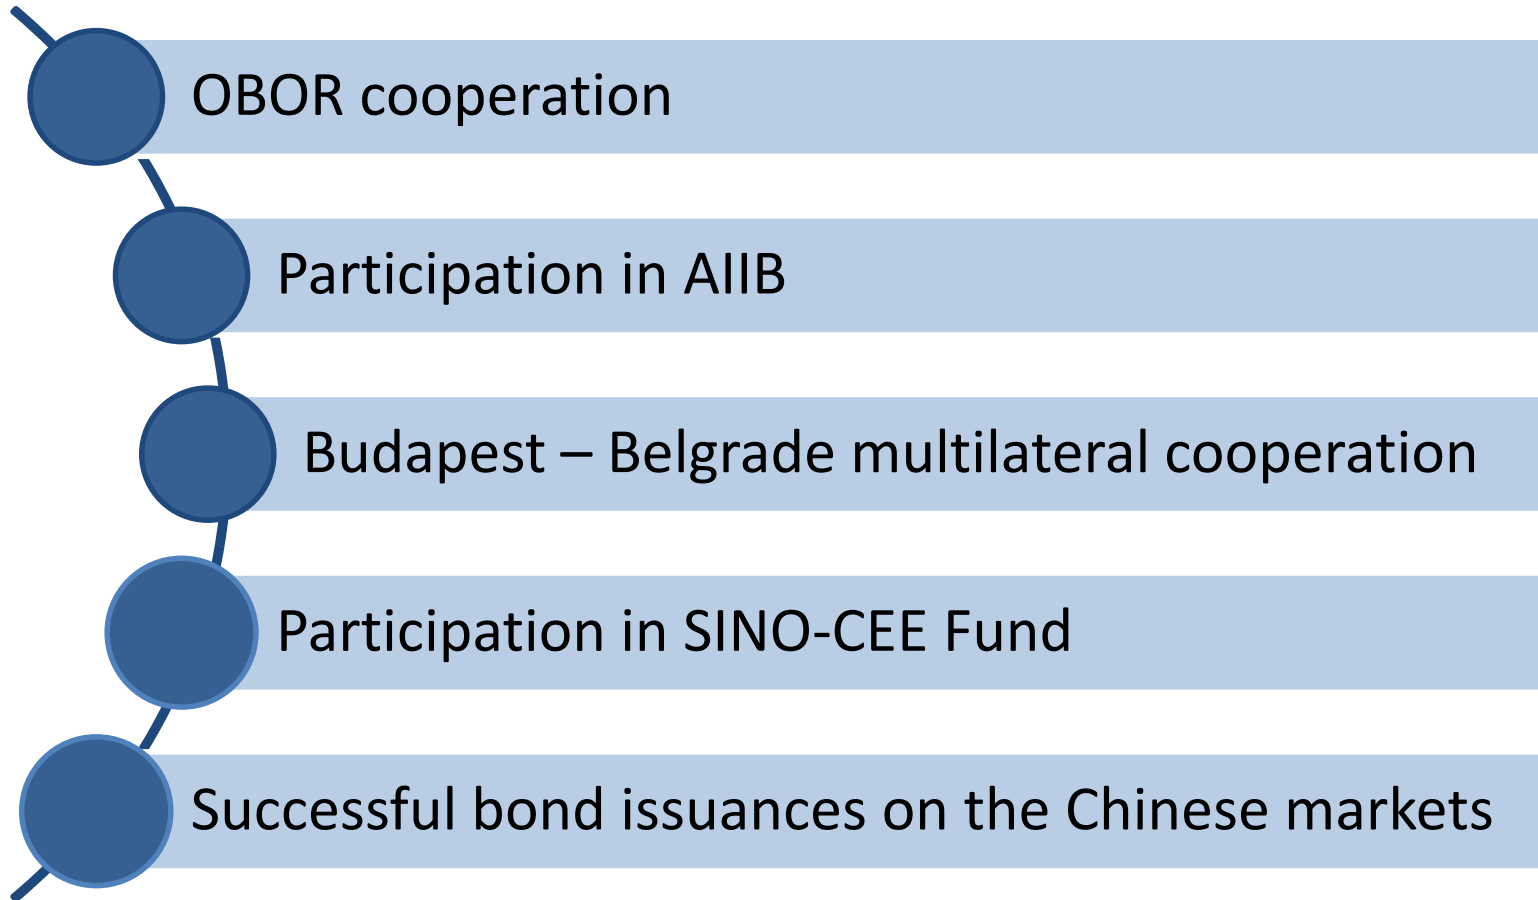 OBOR cooperation
Participation in AIIB
Budapest – Belgrade multilateral cooperation
Participation in SINO-CEE Fund
Successful bond issuances on the Chinese markets